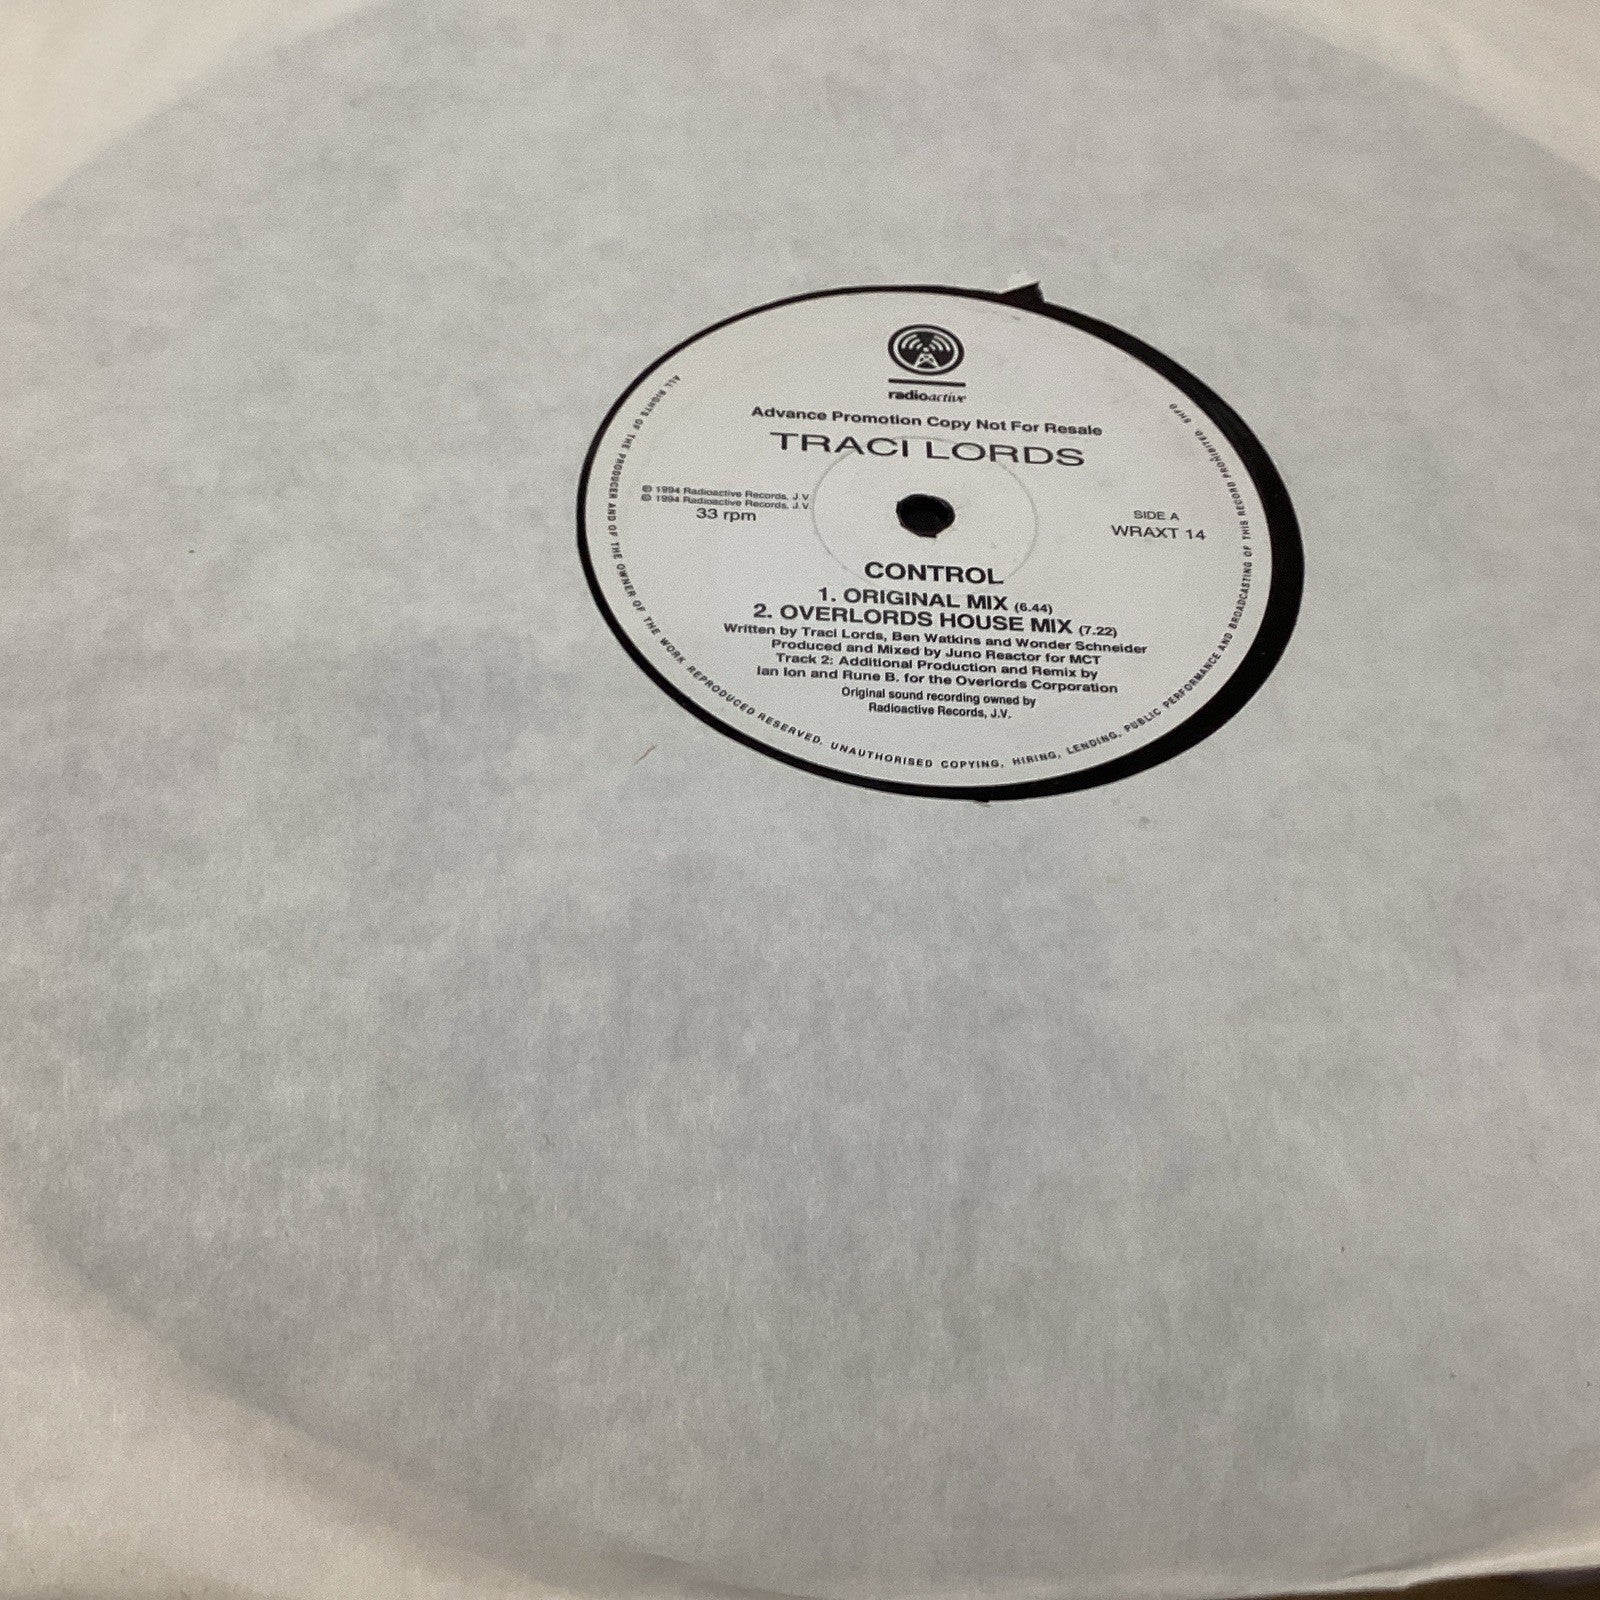 radioactive
Advance Promotion Copy Not For Resale
TRACI LORDS
℗ 1994 Radioactive Records, J.V.
© 1994 Radioactive Records, J.V.
33 rpm
SIDE A
WRAXT 14
CONTROL
1. ORIGINAL MIX (6.44)
2. OVERLORDS HOUSE MIX (7.22)
Written by Traci Lords, Ben Watkins and Wonder Schneider
Produced and Mixed by Juno Reactor for MCT
Track 2: Additional Production and Remix by
Ian Ion and Rune B. for the Overlords Corporation
Original sound recording owned by
Radioactive Records, J.V.
ALL RIGHTS OF THE PRODUCER AND OF THE OWNER OF THE WORK REPRODUCED RESERVED. UNAUTHORISED COPYING, HIRING, LENDING, PUBLIC PERFORMANCE AND BROADCASTING OF THIS RECORD PROHIBITED.